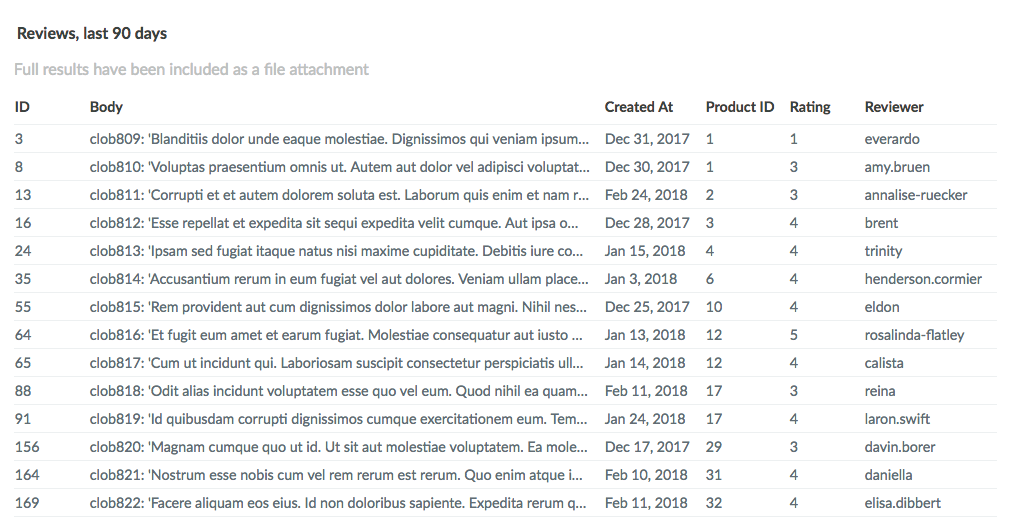 Reviews, last 90 days
Full results have been included as a file attachment
ID Body Created At Product ID Rating Reviewer
3 clob809: 'Blanditiis dolor unde eaque molestiae. Dignissimos qui veniam ipsum... Dec 31, 2017 1 1 everardo
8 clob810: 'Voluptas praesentium omnis ut. Autem aut dolor vel adipisci voluptat... Dec 30, 2017 1 3 amy.bruen
13 clob811: 'Corrupti et et autem dolorem soluta est. Laborum quis enim et nam r... Feb 24, 2018 2 3 annalise-ruecker
16 clob812: 'Esse repellat et expedita sit sequi expedita velit cumque. Aut ipsa o... Dec 28, 2017 3 4 brent
24 clob813: 'Ipsam sed fugiat itaque natus nisi maxime cupiditate. Debitis iure co... Jan 15, 2018 4 4 trinity
35 clob814: 'Accusantium rerum in eum fugiat vel aut dolores. Veniam ullam place... Jan 3, 2018 6 4 henderson.cormier
55 clob815: 'Rem provident aut cum dignissimos dolor labore aut magni. Nihil nes... Dec 25, 2017 10 4 eldon
64 clob816: 'Et fugit eum amet et earum fugiat. Molestiae consequatur aut iusto ... Jan 13, 2018 12 5 rosalinda-flatley
65 clob817: 'Cum ut incidunt qui. Laboriosam suscipit consectetur perspiciatis ull... Jan 14, 2018 12 4 calista
88 clob818: 'Odit alias incidunt voluptatem esse quo vel eum. Quod nihil ea quam... Feb 11, 2018 17 3 reina
91 clob819: 'Id quibusdam corrupti dignissimos cumque exercitationem eum. Tem... Jan 24, 2018 17 4 laron.swift
156 clob820: 'Magnam cumque quo ut id. Ut sit aut molestiae voluptatem. Ea mole... Dec 17, 2017 29 3 davin.borer
164 clob821: 'Nostrum esse nobis cum vel rem rerum est rerum. Quo enim atque i... Feb 10, 2018 31 4 daniella
169 clob822: 'Facere aliquam eos eius. Id non doloribus sapiente. Expedita rerum q... Feb 11, 2018 32 4 elisa.dibbert